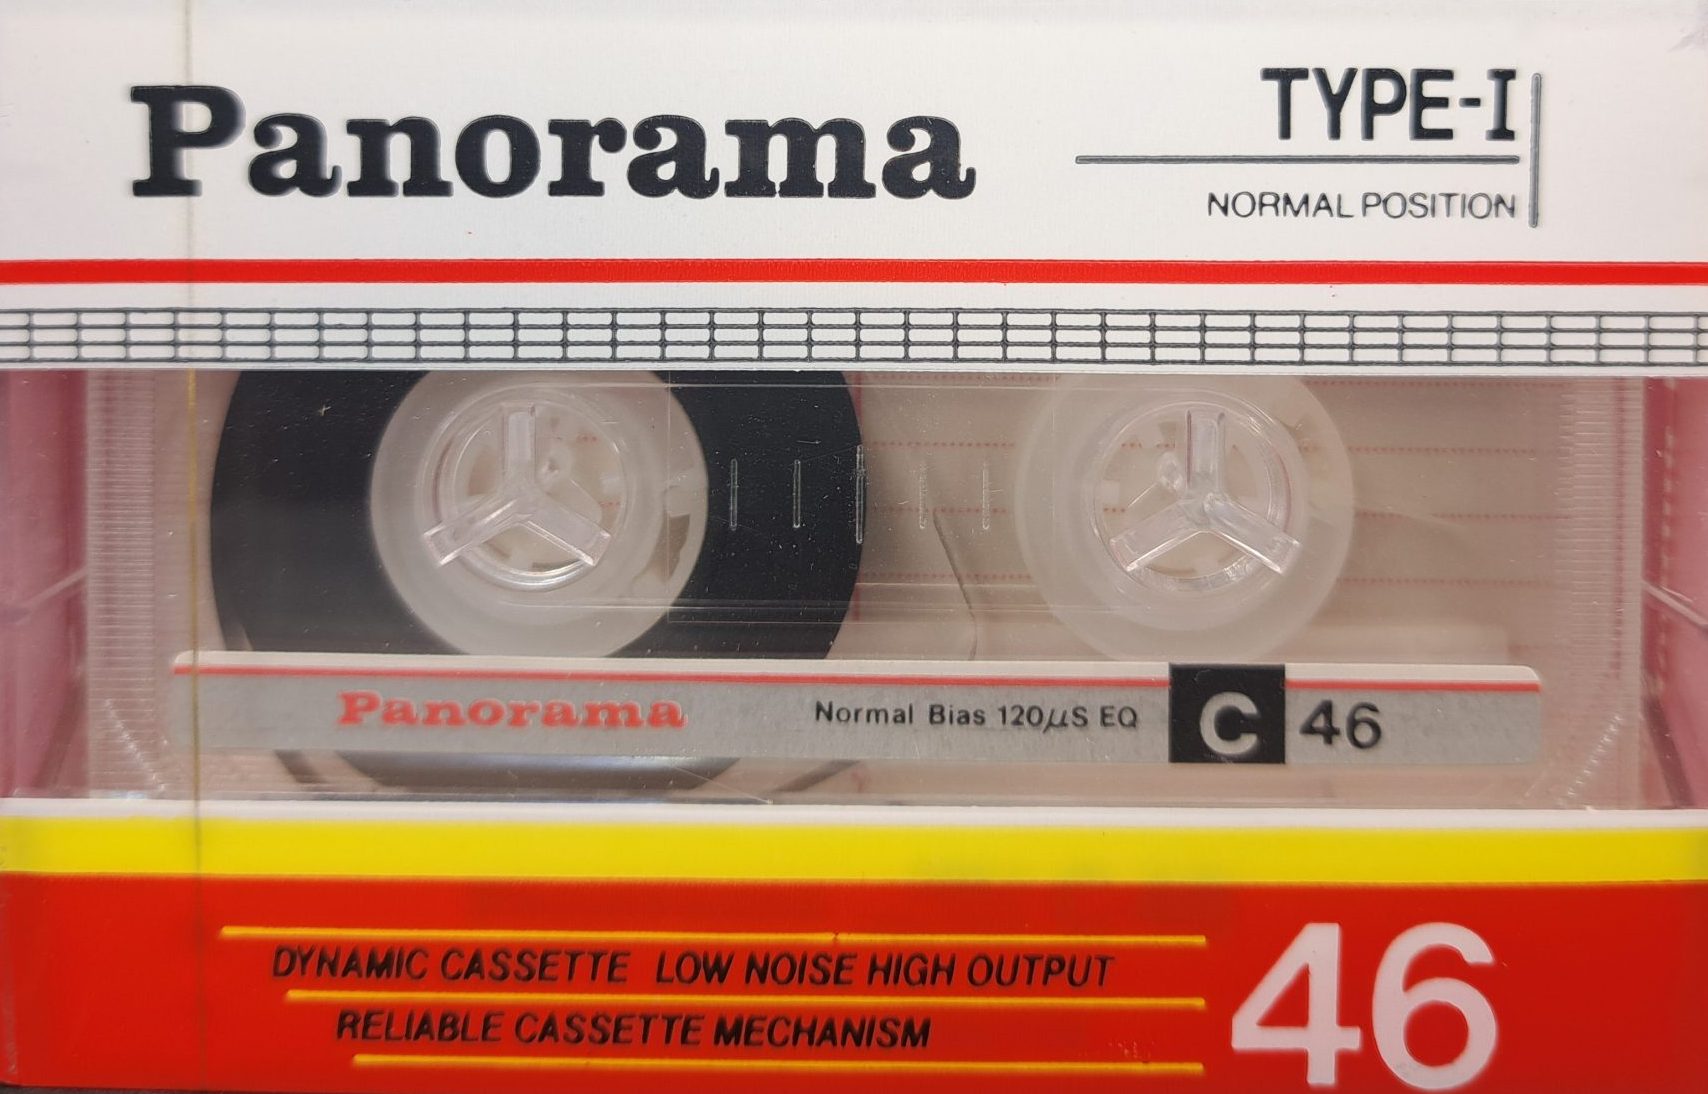 Panorama
TYPE-I
NORMAL POSITION
Panorama Normal Bias 120μS EQ C 46
DYNAMIC CASSETTE LOW NOISE HIGH OUTPUT
RELIABLE CASSETTE MECHANISM
46